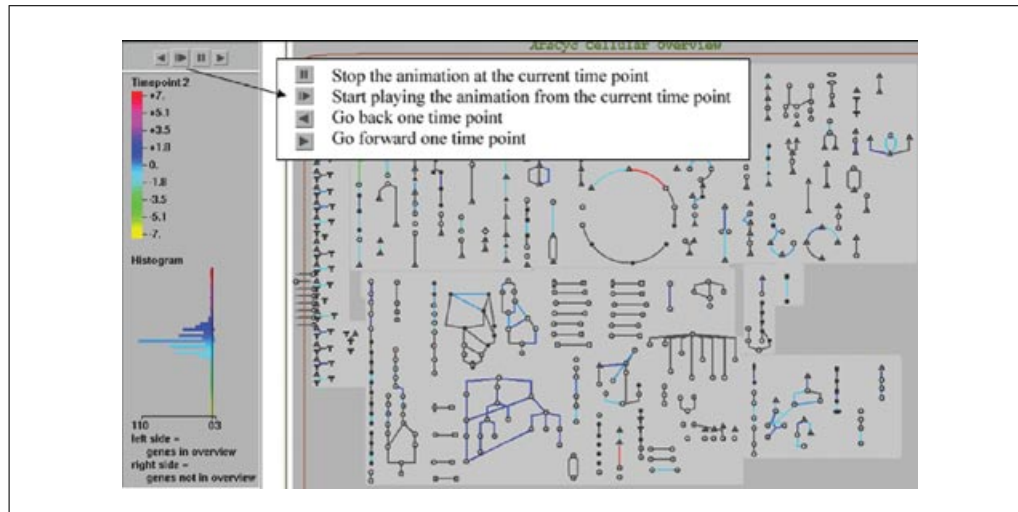 AraCyc Cellular Overview
Stop the animation at the current time point
Start playing the animation from the current time point
Go back one time point
Go forward one time point
Timepoint 2
+7.
+5.1
+3.5
+1.8
0.
-1.8
-3.5
-5.1
-7.
Histogram
110 03
left side =
genes in overview
right side =
genes not in overview